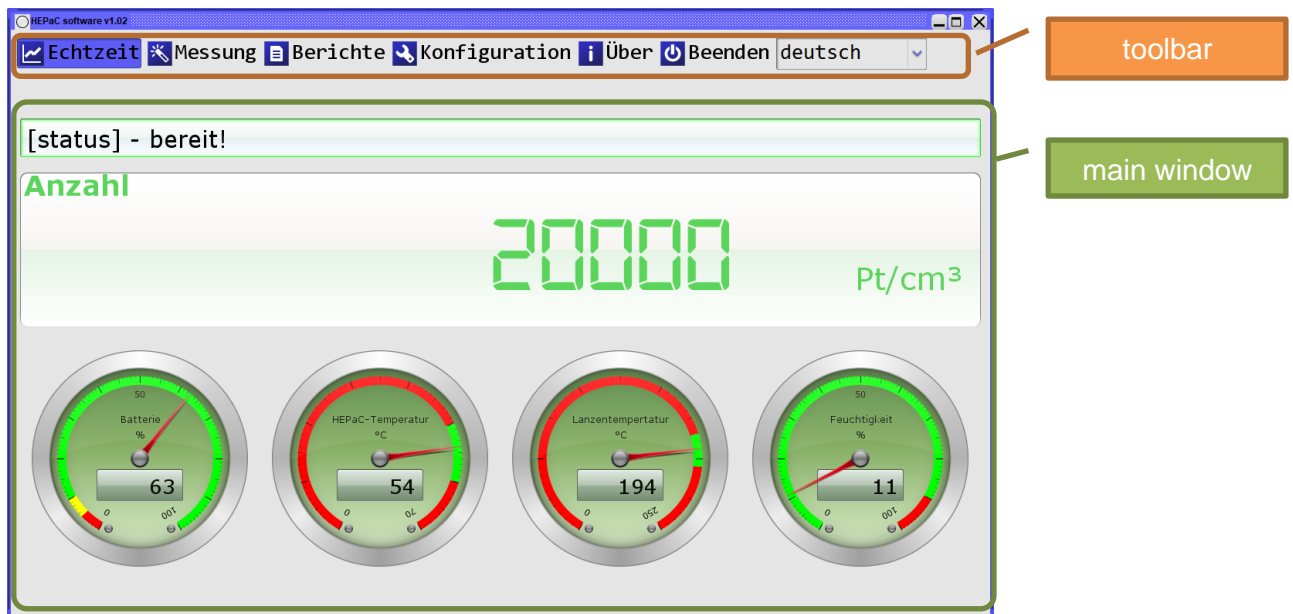 HEPaC software v1.02
Echtzeit Messung Berichte Konfiguration Über Beenden deutsch
toolbar
[status] - bereit!
main window
Anzahl
20000
Pt/cm³
50
Batterie
%
63
0
100
HEPaC-Temperatur
°C
54
0
70
Lanzentempertatur
°C
194
0
250
50
Feuchtigkeit
%
11
0
100